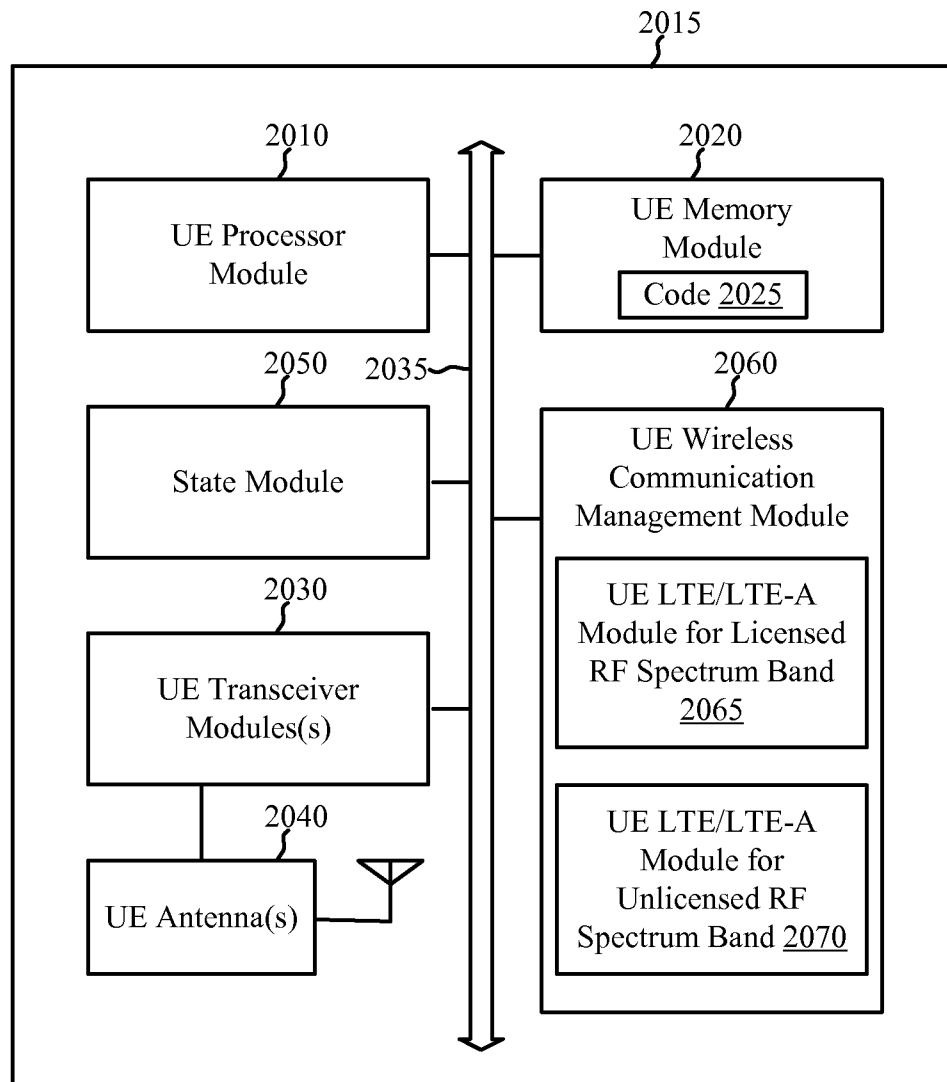 2015
2010
UE Processor
Module
2020
UE Memory
Module
Code 2025
2035
2050
State Module
2060
UE Wireless
Communication
Management Module
UE LTE/LTE-A
Module for Licensed
RF Spectrum Band
2065
UE LTE/LTE-A
Module for
Unlicensed RF
Spectrum Band 2070
2030
UE Transceiver
Modules(s)
2040
UE Antenna(s)